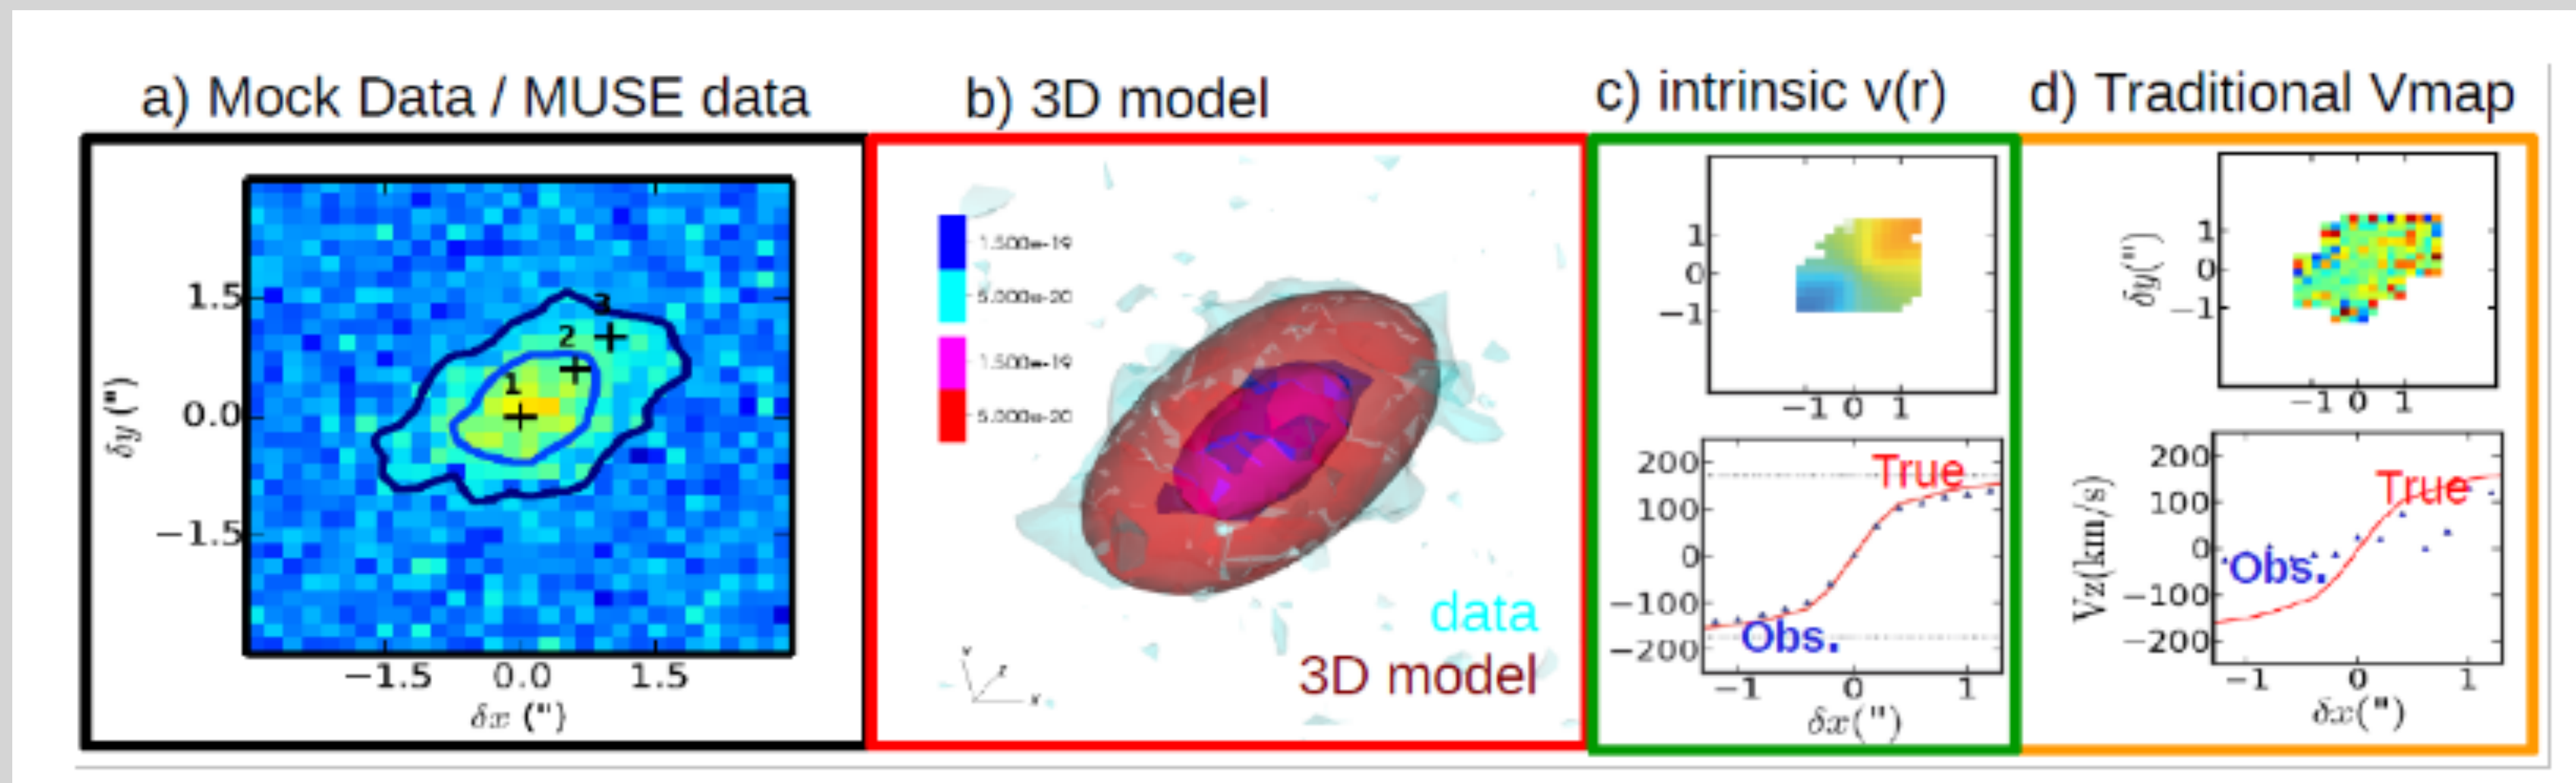 a) Mock Data / MUSE data
b) 3D model
c) intrinsic v(r)
d) Traditional Vmap
δy (")
1.5
0.0
−1.5
−1.5 0.0 1.5
δx (")
1
2
3
1.500e-19
5.000e-20
1.500e-19
5.000e-20
data
3D model
Y
Z
X
1
0
−1
−1 0 1
200
100
0
−100
−200
True
Obs.
−1 0 1
δx(")
δy(")
1
0
−1
−1 0 1
Vz(km/s)
200
100
0
−100
−200
True
Obs.
−1 0 1
δx(")